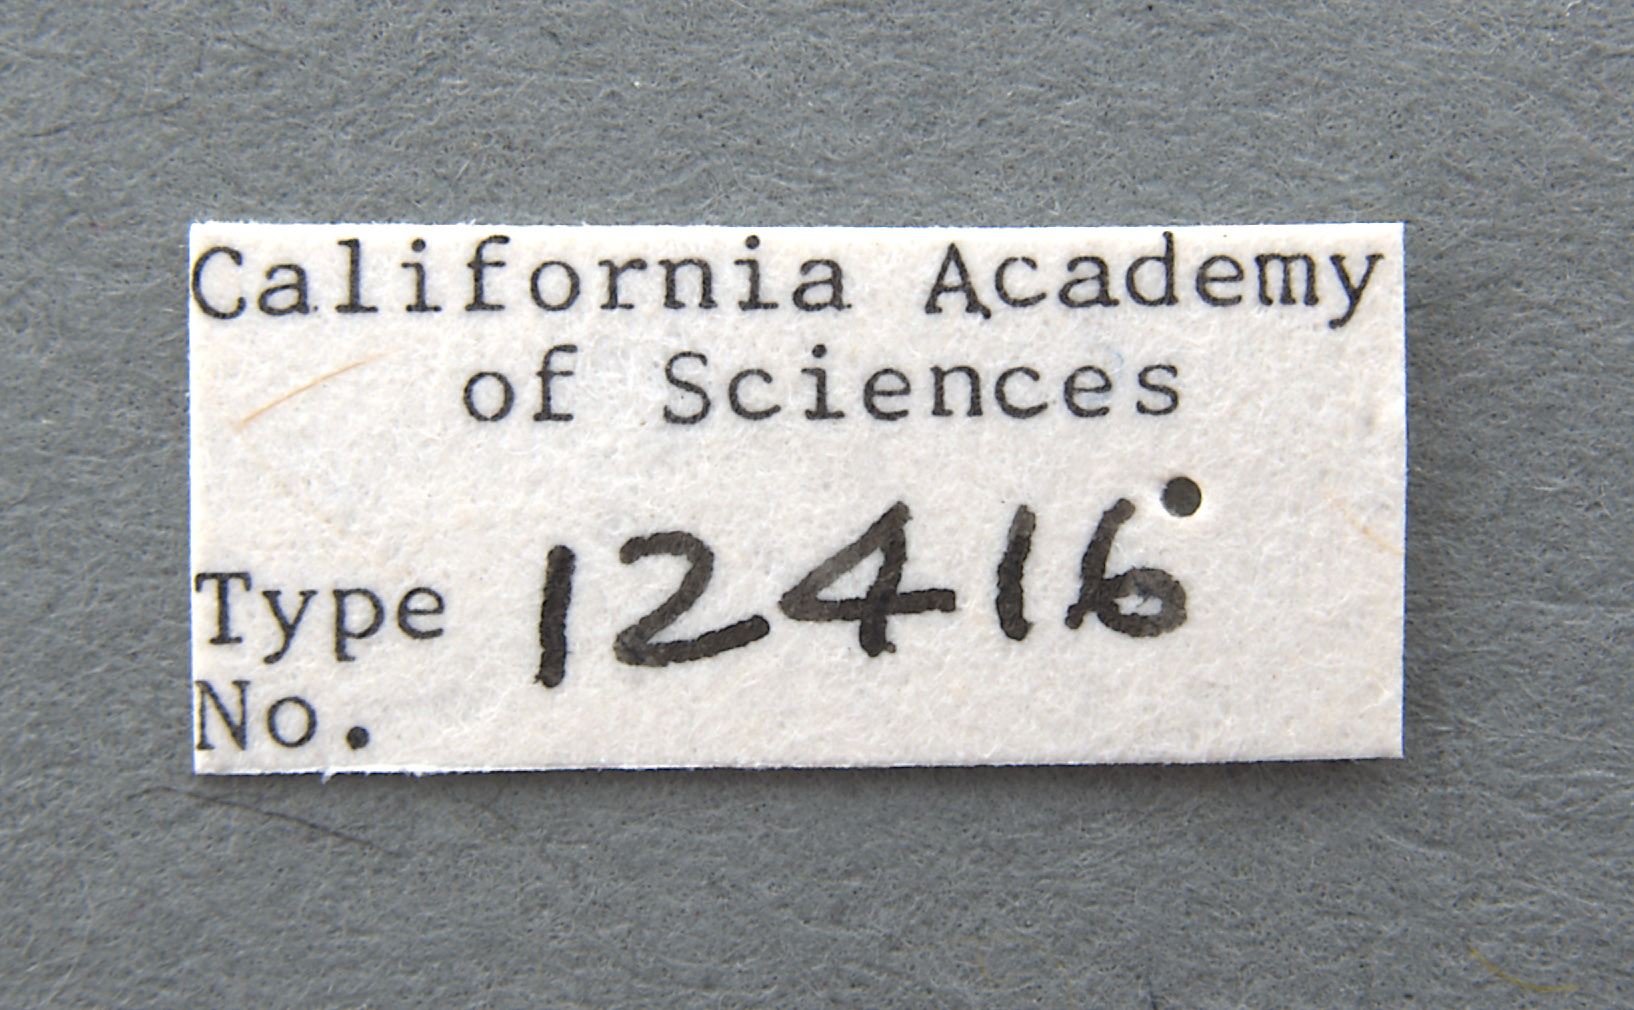 California Academy
of Sciences
Type 12416
No.